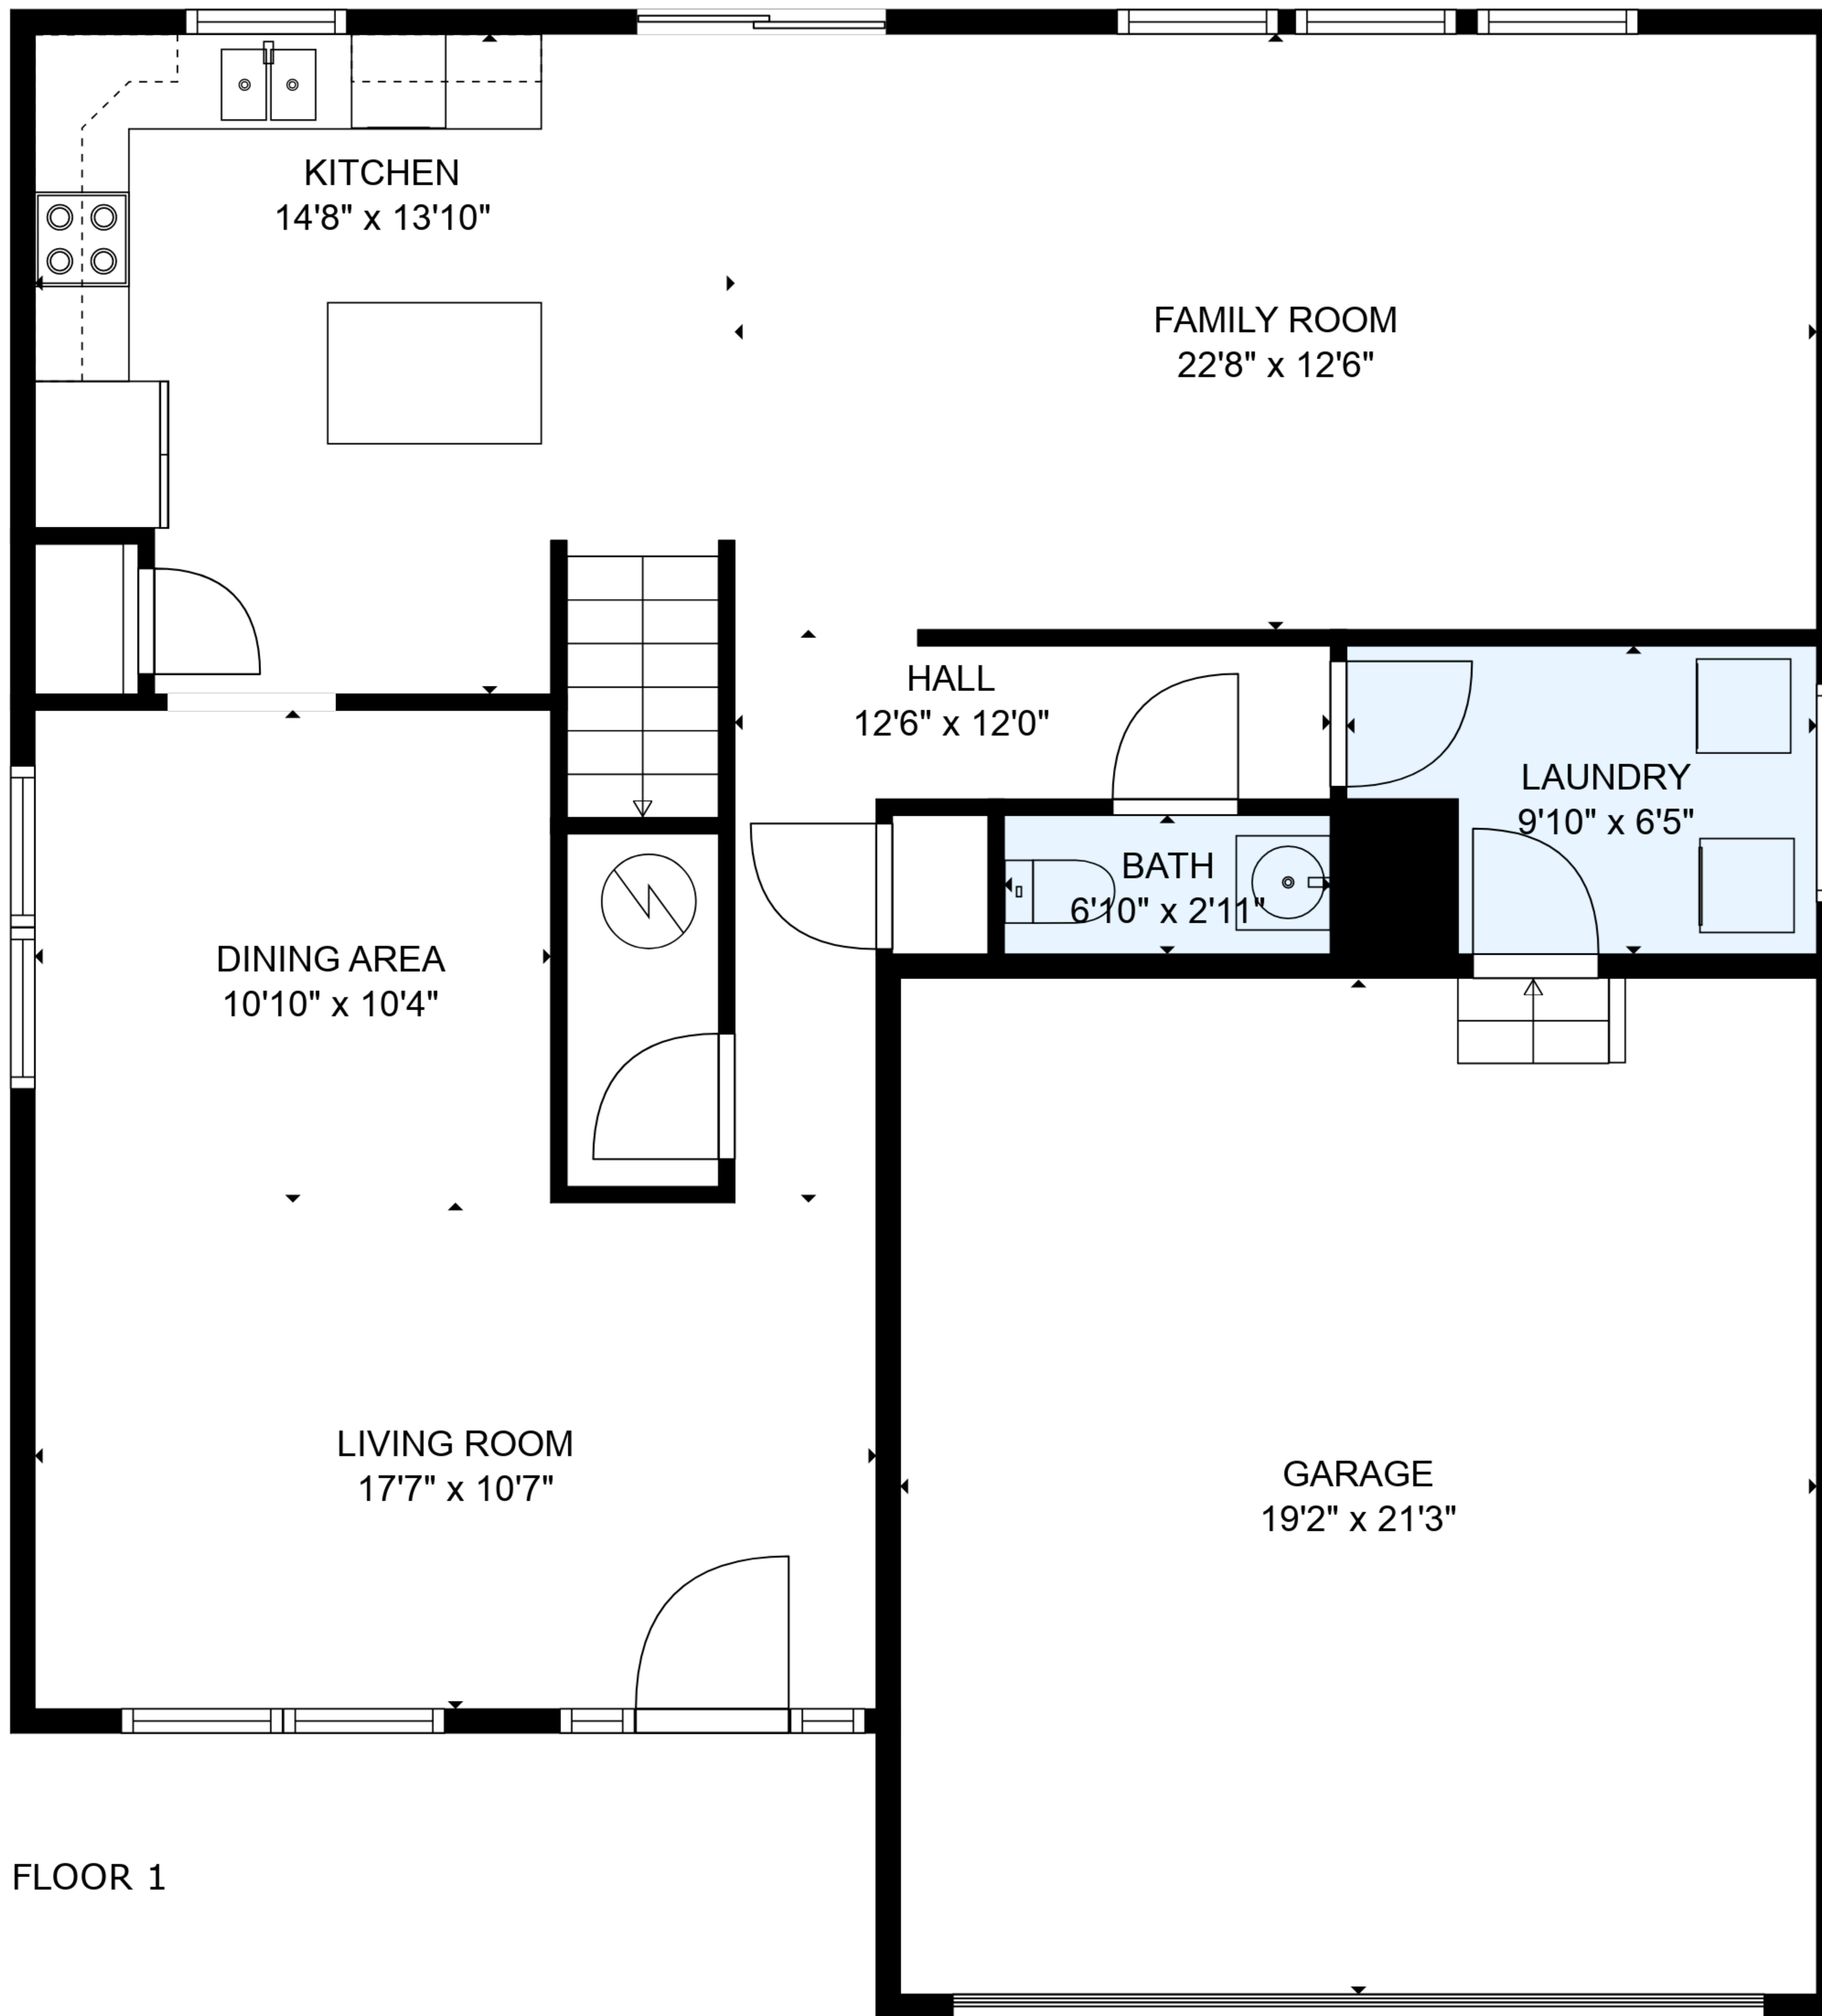 KITCHEN
14'8" x 13'10"
FAMILY ROOM
22'8" x 12'6"
HALL
12'6" x 12'0"
LAUNDRY
9'10" x 6'5"
BATH
6'10" x 2'11"
DINING AREA
10'10" x 10'4"
LIVING ROOM
17'7" x 10'7"
GARAGE
19'2" x 21'3"
FLOOR 1